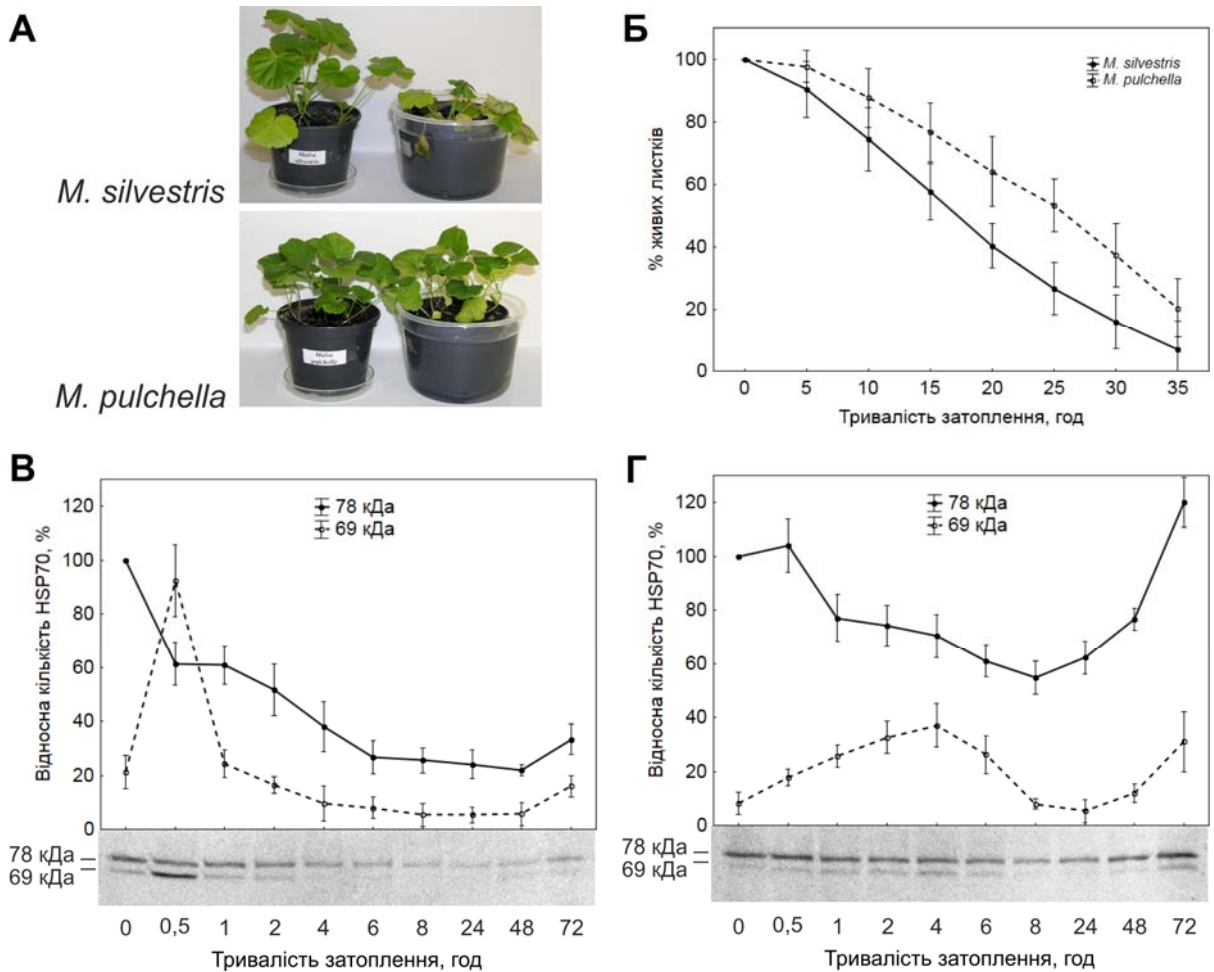 А
M. silvestris
Malva
silvestris
M. pulchella
Malva
pulchella
Б
% живих листків
100
80
60
40
20
0
M. silvestris
M. pulchella
0 5 10 15 20 25 30 35
Тривалість затоплення, год
В
Відносна кількість HSP70, %
120
100
80
60
40
20
0
78 кДа
69 кДа
78 кДа
69 кДа
0 0,5 1 2 4 6 8 24 48 72
Тривалість затоплення, год
Г
Відносна кількість HSP70, %
120
100
80
60
40
20
0
78 кДа
69 кДа
78 кДа
69 кДа
0 0,5 1 2 4 6 8 24 48 72
Тривалість затоплення, год